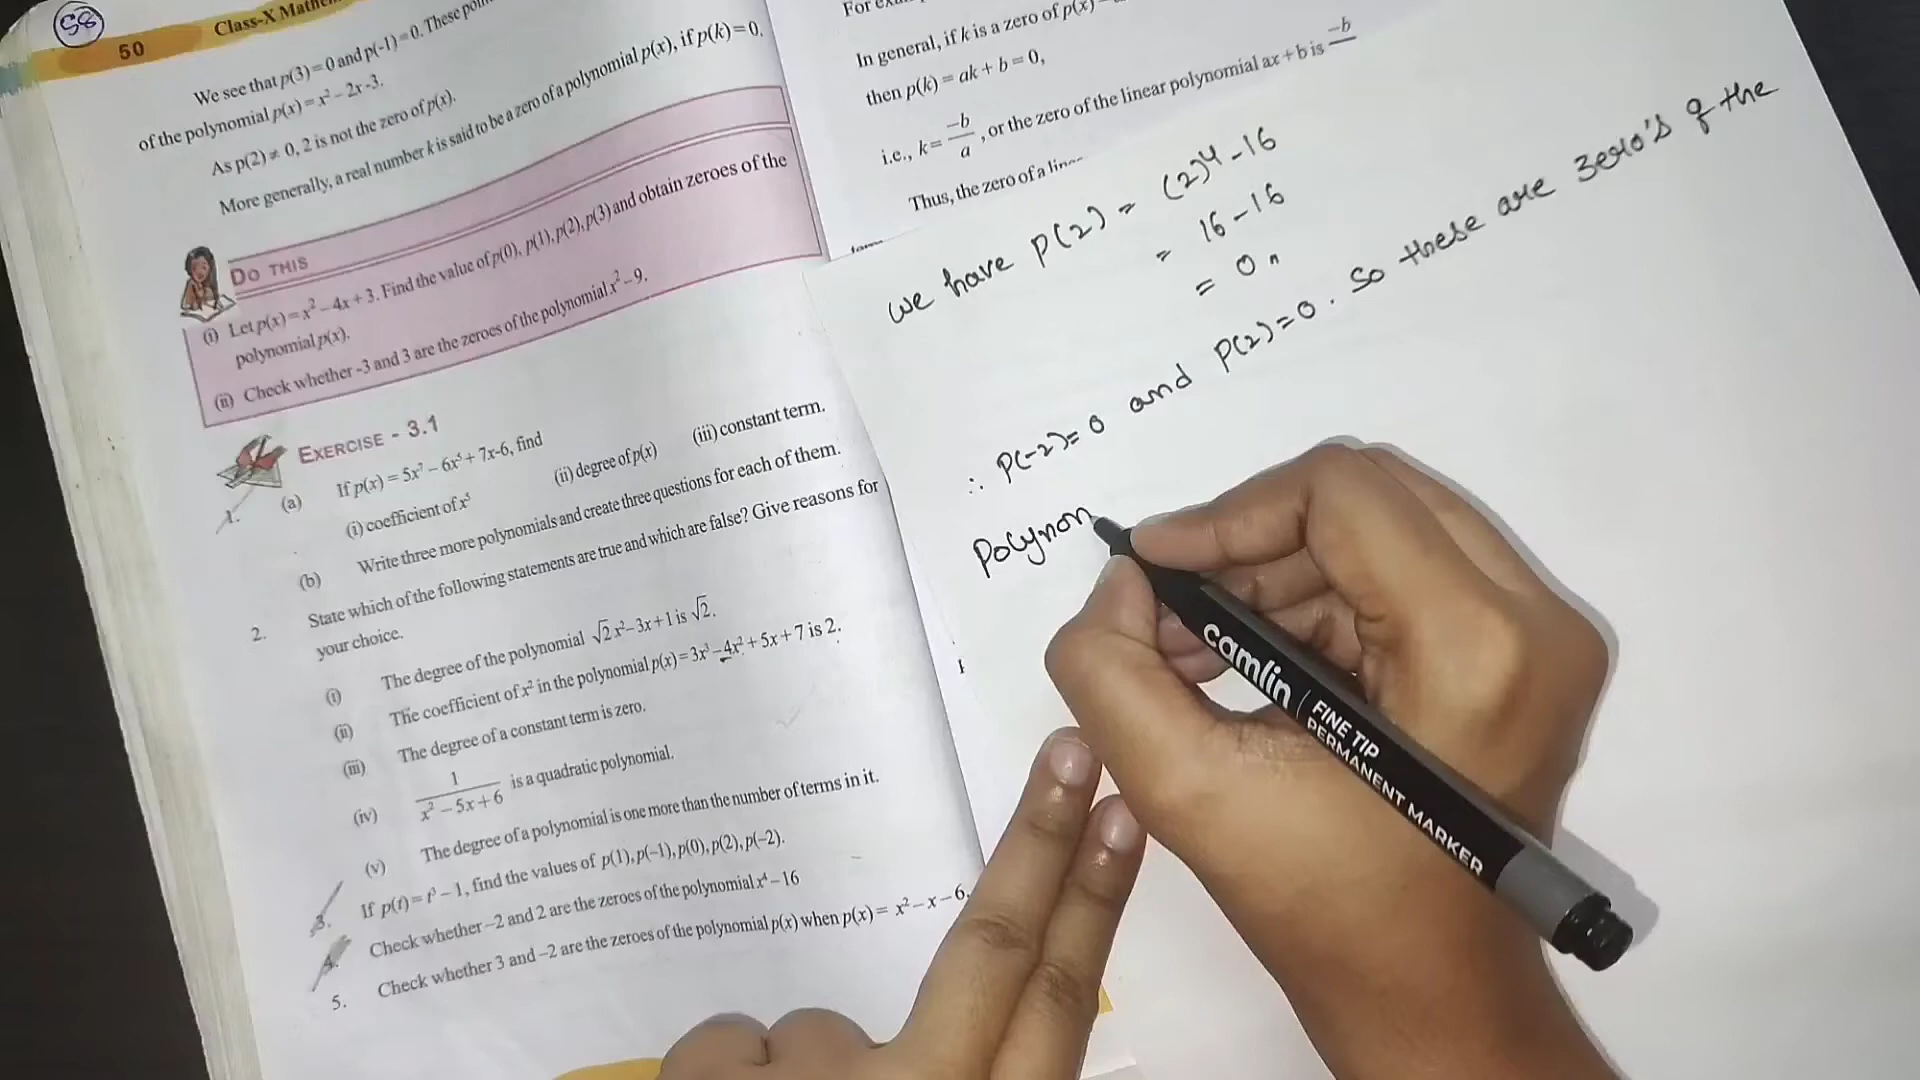 58
50
Class-X Mathe
We see that p(3) = 0 and p(-1) = 0. These poin
of the polynomial p(x) = x² – 2x -3.
As p(2) ≠ 0, 2 is not the zero of p(x).
More generally, a real number k is said to be a zero of a polynomial p(x), if p(k) = 0.
DO THIS
(i) Let p(x) = x² – 4x + 3. Find the value of p(0), p(1), p(2), p(3) and obtain zeroes of the
polynomial p(x).
(ii) Check whether -3 and 3 are the zeroes of the polynomial x² – 9.
EXERCISE - 3.1
1. (a) If p(x) = 5x⁷ – 6x⁵ + 7x-6, find
(i) coefficient of x⁵ (ii) degree of p(x) (iii) constant term.
(b) Write three more polynomials and create three questions for each of them.
2. State which of the following statements are true and which are false? Give reasons for
your choice.
(i) The degree of the polynomial √2 x² – 3x + 1 is √2.
(ii) The coefficient of x² in the polynomial p(x) = 3x³ – 4x² + 5x + 7 is 2.
(iii) The degree of a constant term is zero.
(iv) 1/(x² – 5x + 6) is a quadratic polynomial.
(v) The degree of a polynomial is one more than the number of terms in it.
3. If p(t) = t³ – 1, find the values of p(1), p(–1), p(0), p(2), p(–2).
4. Check whether –2 and 2 are the zeroes of the polynomial x⁴ – 16
5. Check whether 3 and –2 are the zeroes of the polynomial p(x) when p(x) = x² – x – 6.
In general, if k is a zero of p(x)
then p(k) = ak + b = 0,
i.e., k = –b/a , or the zero of the linear polynomial ax + b is –b
Thus, the zero of a
we have P(2) = (2)4 - 16
= 16 - 16
= 0 "
∴ P(-2) = 0 and P(2) = 0 . So these are zero's of the
Polynon
camlin
FINE TIP
PERMANENT MARKER